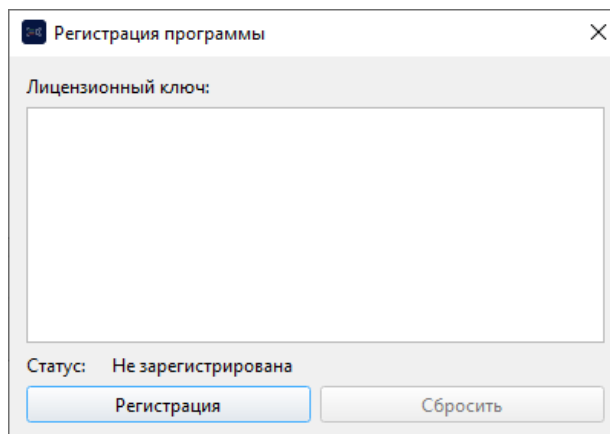 Регистрация программы
Лицензионный ключ:
Статус: Не зарегистрирована
Регистрация Сбросить